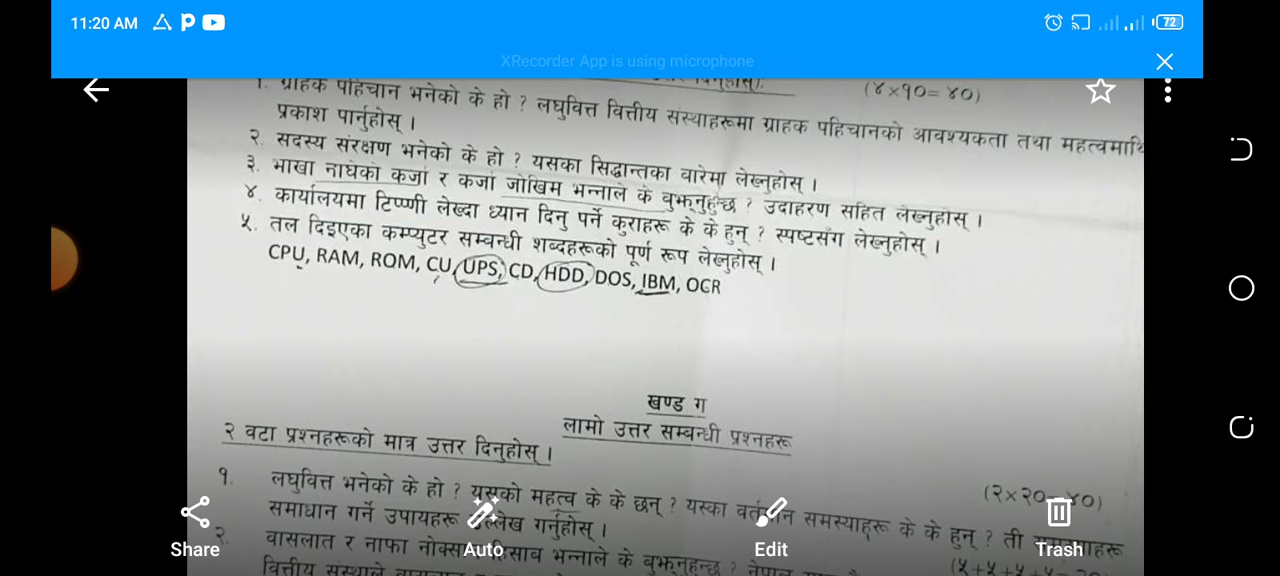 11:20 AM
72
XRecorder App is using microphone
उत्तर दिनुहोस्।
(४×१०=४०)
१. ग्राहक पहिचान भनेको के हो ? लघुवित्त वित्तीय संस्थाहरूमा ग्राहक पहिचानको आवश्यकता तथा महत्वमाथि
प्रकाश पार्नुहोस् ।
२. सदस्य संरक्षण भनेको के हो ? यसका सिद्धान्तका वारेमा लेख्नुहोस् ।
३. भाखा नाघेको कर्जा र कर्जा जोखिम भन्नाले के बुझ्नुहुन्छ ? उदाहरण सहित लेख्नुहोस् ।
४. कार्यालयमा टिप्पणी लेख्दा ध्यान दिनु पर्ने कुराहरू के के हुन् ? स्पष्टसँग लेख्नुहोस् ।
५. तल दिइएका कम्प्युटर सम्बन्धी शब्दहरूको पूर्ण रूप लेख्नुहोस् ।
CPU, RAM, ROM, CU, UPS, CD, HDD, DOS, IBM, OCR
खण्ड ग
लामो उत्तर सम्बन्धी प्रश्नहरू
२ वटा प्रश्नहरूको मात्र उत्तर दिनुहोस् ।
(२×२०=४०)
१. लघुवित्त भनेको के हो ? यसको महत्व के के छन् ? यस्का वर्तमान समस्याहरू के के हुन् ? ती समस्याहरू
समाधान गर्ने उपायहरू उल्लेख गर्नुहोस् ।
२. वासलात र नाफा नोक्सान हिसाव भन्नाले के बुझ्नुहुन्छ ? नेपाल
वित्तीय संस्थाले
Share
Auto
Edit
Trash